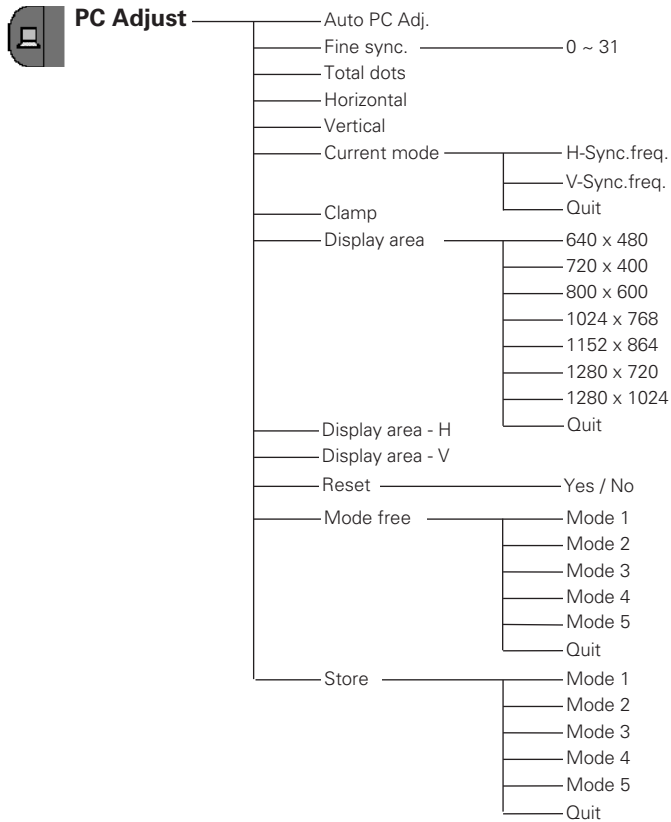 PC Adjust
Auto PC Adj.
Fine sync. 0 ~ 31
Total dots
Horizontal
Vertical
Current mode H-Sync.freq.
V-Sync.freq.
Quit
Clamp
Display area 640 x 480
720 x 400
800 x 600
1024 x 768
1152 x 864
1280 x 720
1280 x 1024
Quit
Display area - H
Display area - V
Reset Yes / No
Mode free Mode 1
Mode 2
Mode 3
Mode 4
Mode 5
Quit
Store Mode 1
Mode 2
Mode 3
Mode 4
Mode 5
Quit